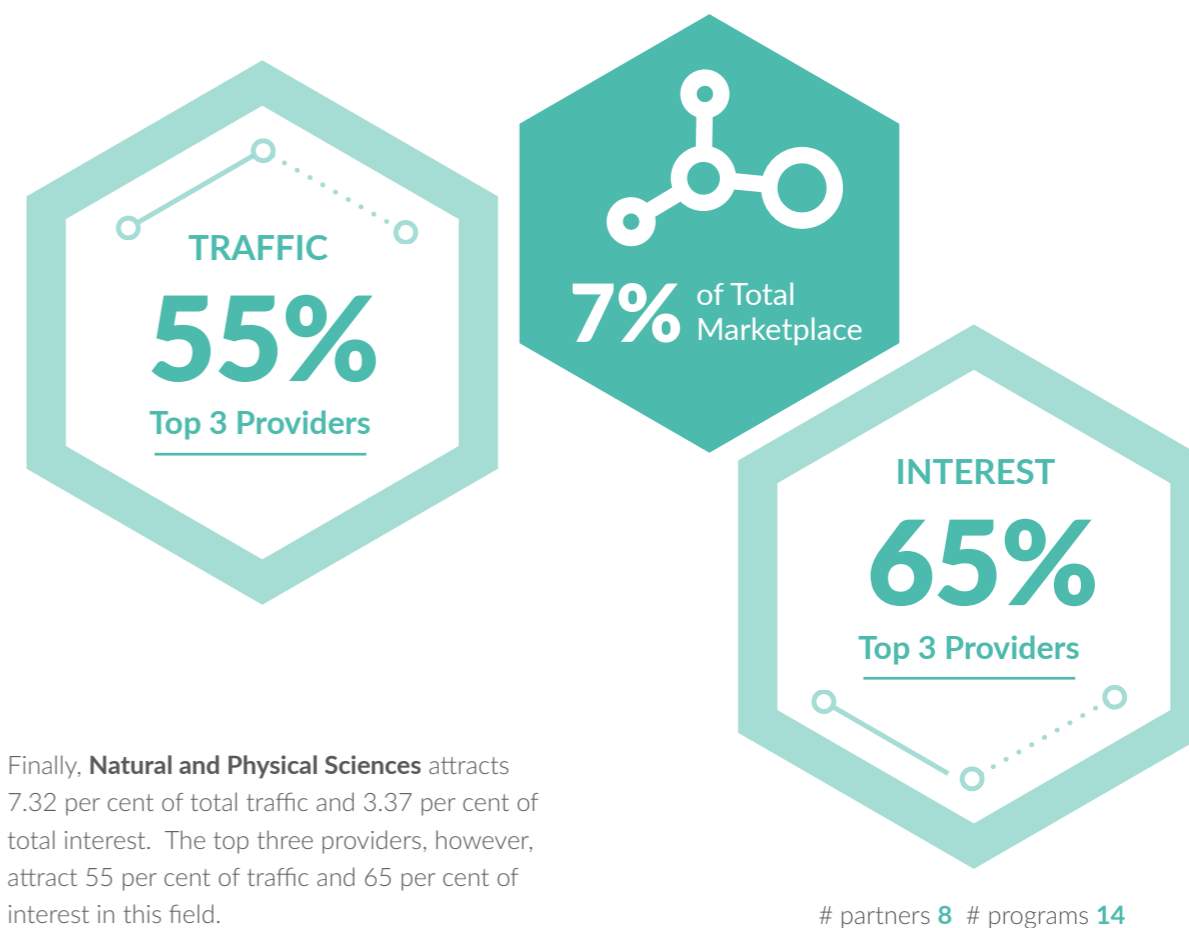 TRAFFIC
55%
Top 3 Providers
7%
of Total
Marketplace
INTEREST
65%
Top 3 Providers
Finally, Natural and Physical Sciences attracts
7.32 per cent of total traffic and 3.37 per cent of
total interest.  The top three providers, however,
attract 55 per cent of traffic and 65 per cent of
interest in this field.
# partners 8  # programs 14